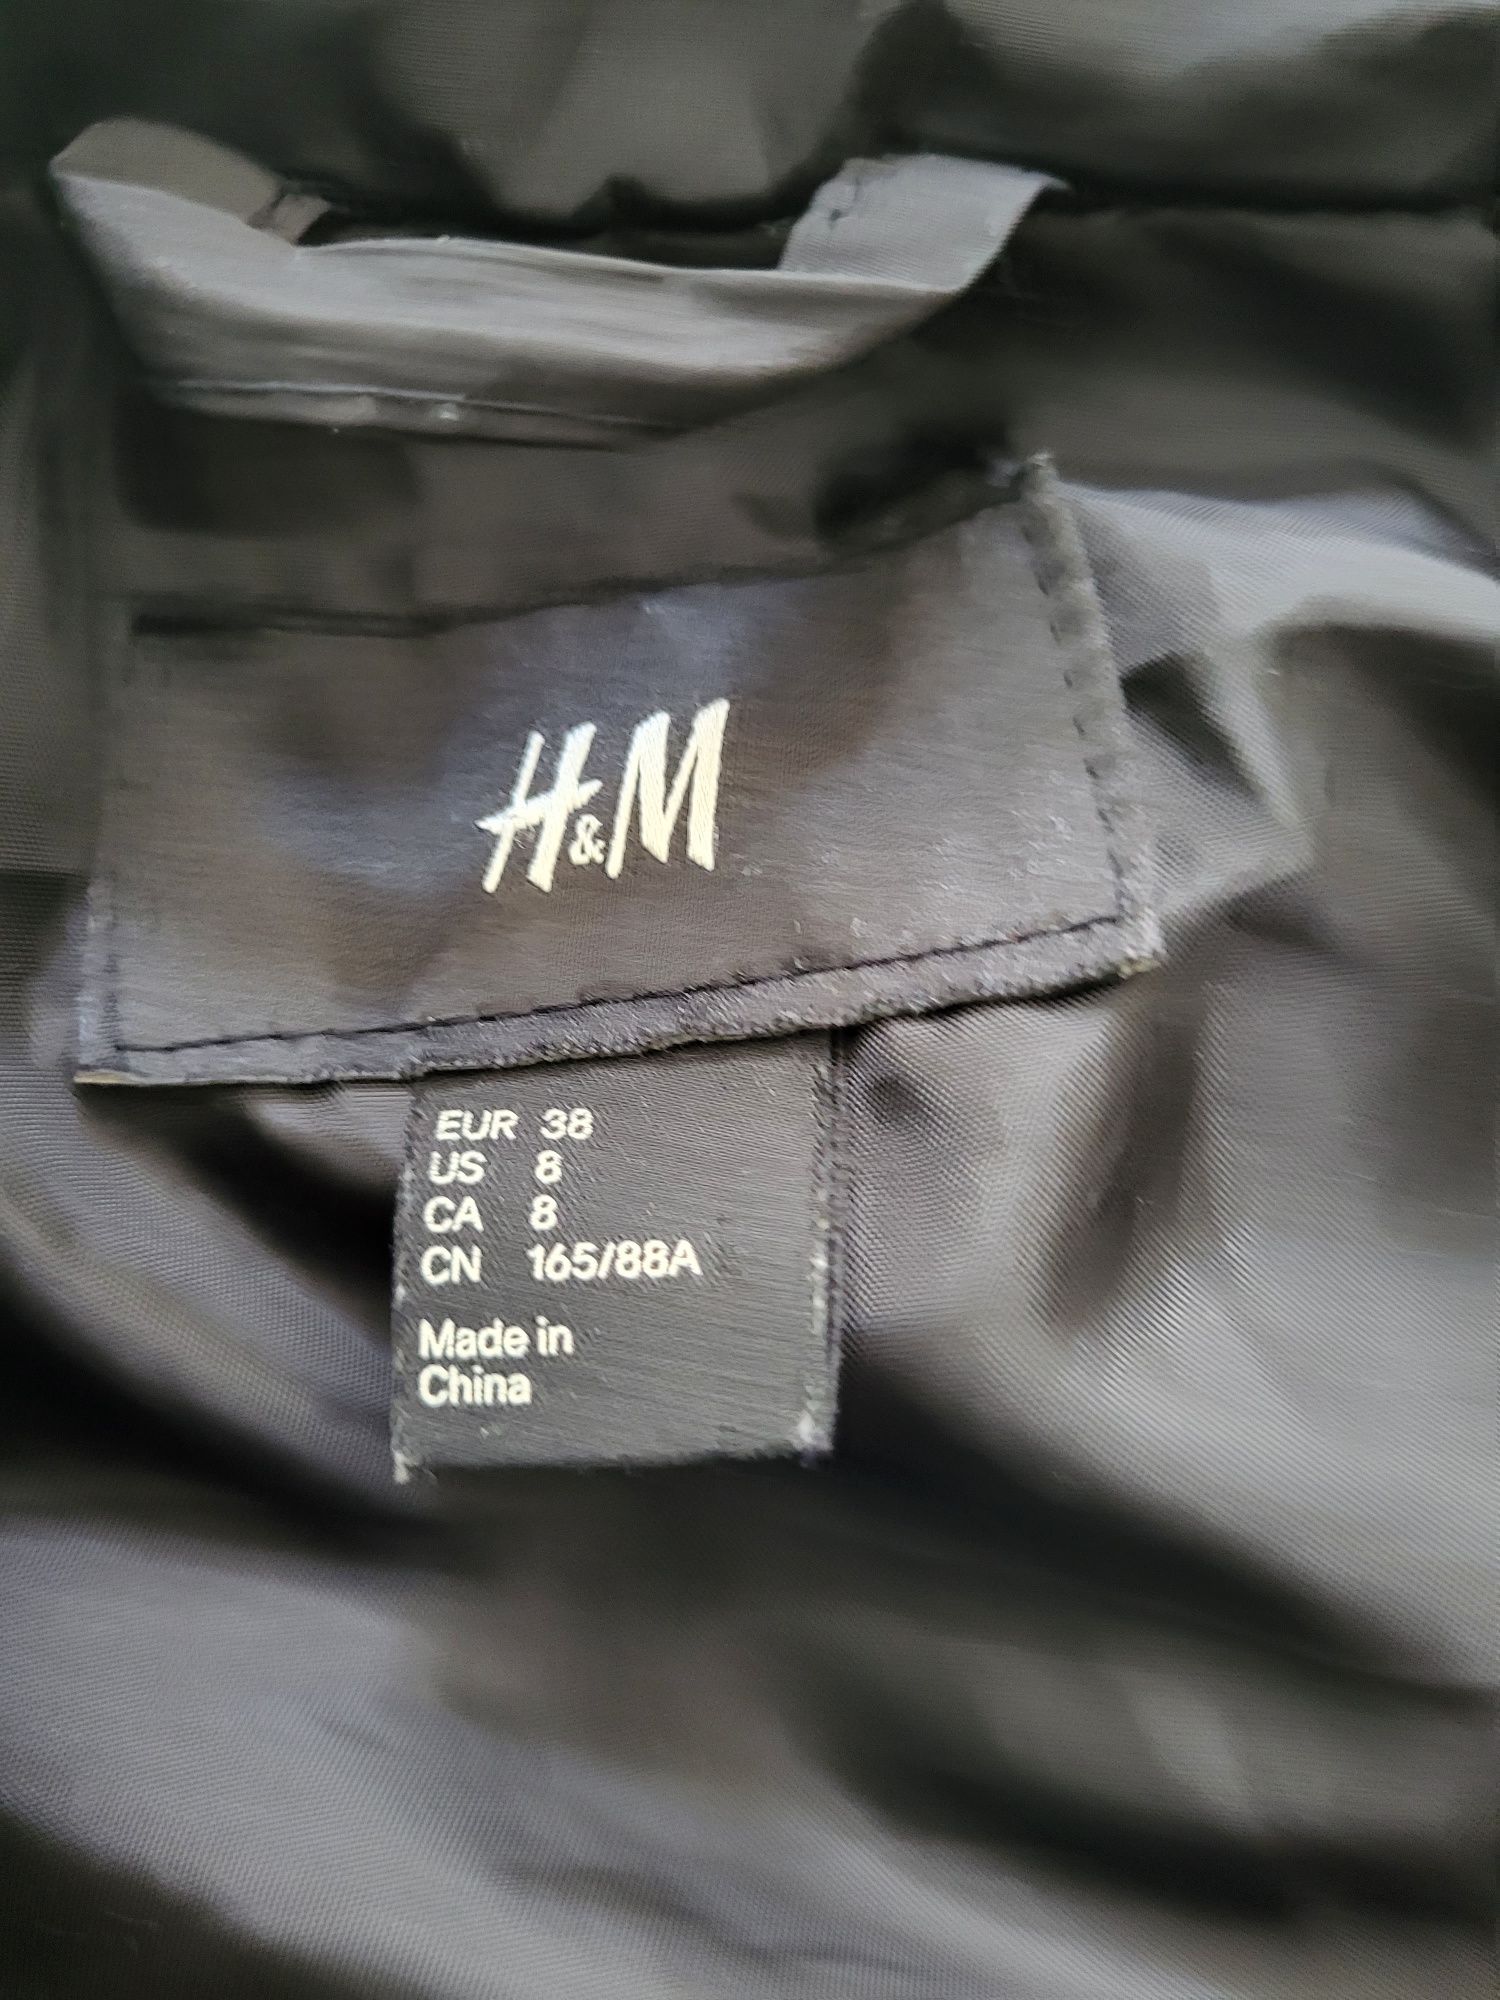 H&M
EUR 38
US 8
CA 8
CN 165/88A
Made in
China